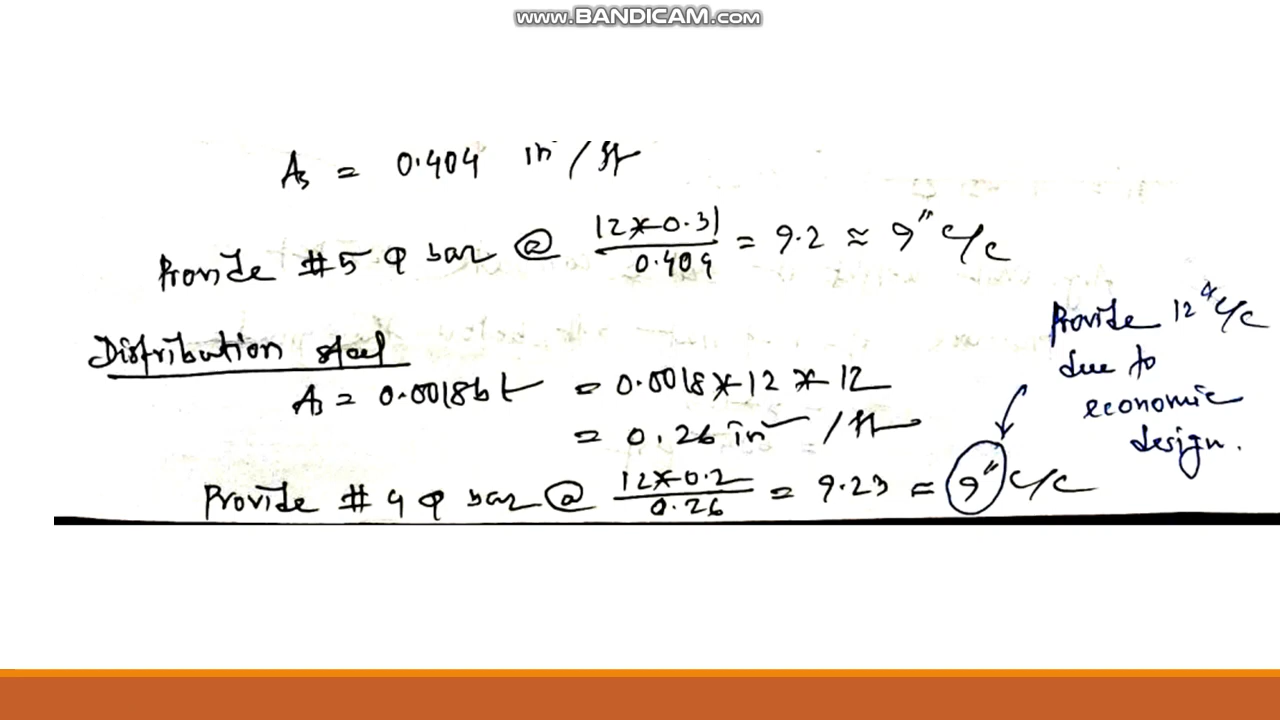 www.BANDICAM.com
As = 0.404 in²/ft
Provide #5 φ bar @ 12*0.31/0.404 = 9.2 ≈ 9" c/c
Distribution steel
As = 0.0018bt = 0.0018*12*12
= 0.26 in²/ft
Provide #4 φ bar @ 12*0.2/0.26 = 9.23 = 9" c/c
Provide 12" c/c
due to
economic
design.